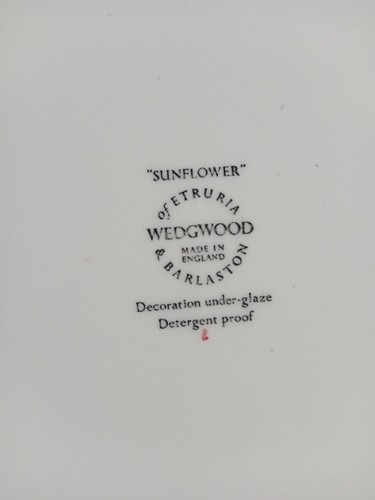 "SUNFLOWER"
of ETRURIA
WEDGWOOD
MADE IN
ENGLAND
& BARLASTON
Decoration under-glaze
Detergent proof